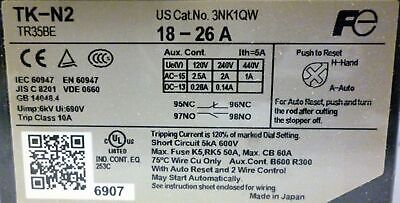 TK-N2
TR35BE
US Cat.No. 3NK1QW
18-26 A
Fe
CE
IEC 60947 EN 60947
JIS C 8201 VDE 0660
GB 14048.4
Uimp:6kV Ui:690V
Trip Class 10A
Aux. Cont. Ith=5A
Ue(V) 120V 240V 440V
AC-15 2.5A 2A 1A
DC-13 0.28A 0.14A
95NC 96NC
97NO 98NO
Push to Reset
H-Hand
A-Auto
For Auto Reset, push and turn
the rod after cutting the
stopper off.
UL LISTED
IND. CONT. EQ.
253C
6907
Tripping Current is 120% of marked Dial Setting.
Short Circuit 5kA 600V
Max. Fuse K5,RK5 50A, Max. CB 60A
75°C Wire Cu Only Aux.Cont. B600 R300
With Auto Reset and 2 Wire Control
May Start Automatically.
See instruction sheet enclosed for wiring.
Made in Japan